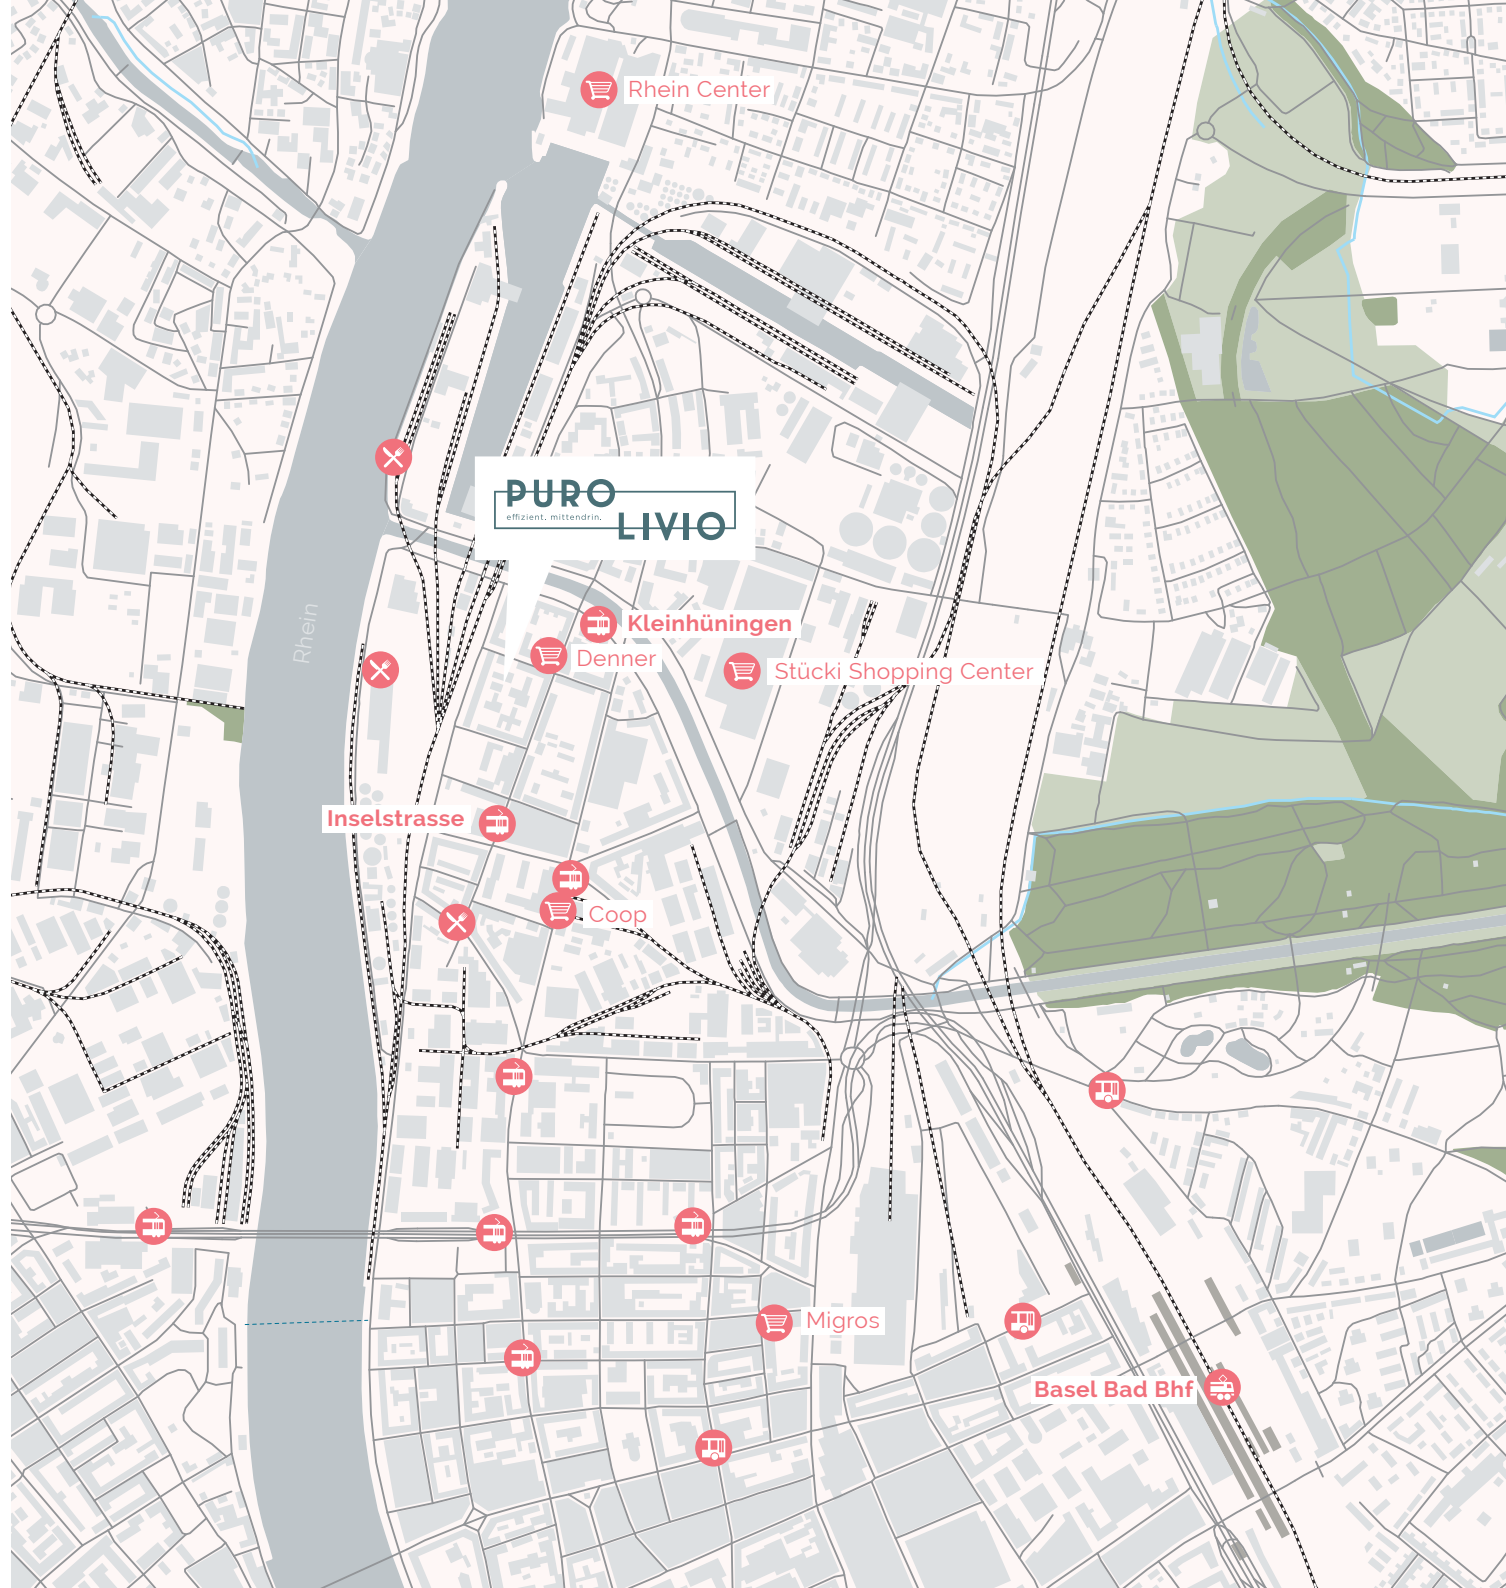 Rhein Center
PURO
effizient. mittendrin.
LIVIO
Rhein
Kleinhüningen
Denner
Stücki Shopping Center
Inselstrasse
Coop
Migros
Basel Bad Bhf